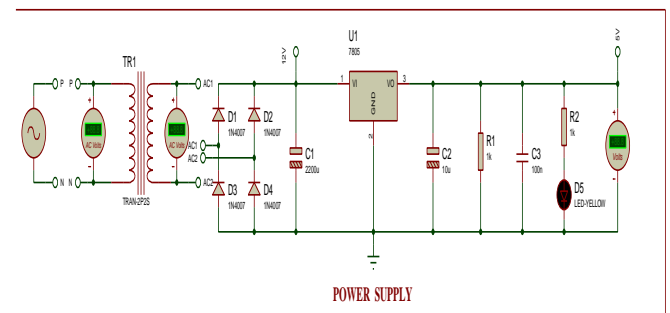 U1
7805
12V
5V
TR1
P P
AC1
1 VI VO 3
GND
2
D1
1N4007
D2
1N4007
AC Volts
AC Volts
AC1
AC2
C1
2200u
C2
10u
R1
1k
C3
100n
R2
1k
Volts
N N
AC2
TRAN-2P2S
D3
1N4007
D4
1N4007
D5
LED-YELLOW
POWER SUPPLY